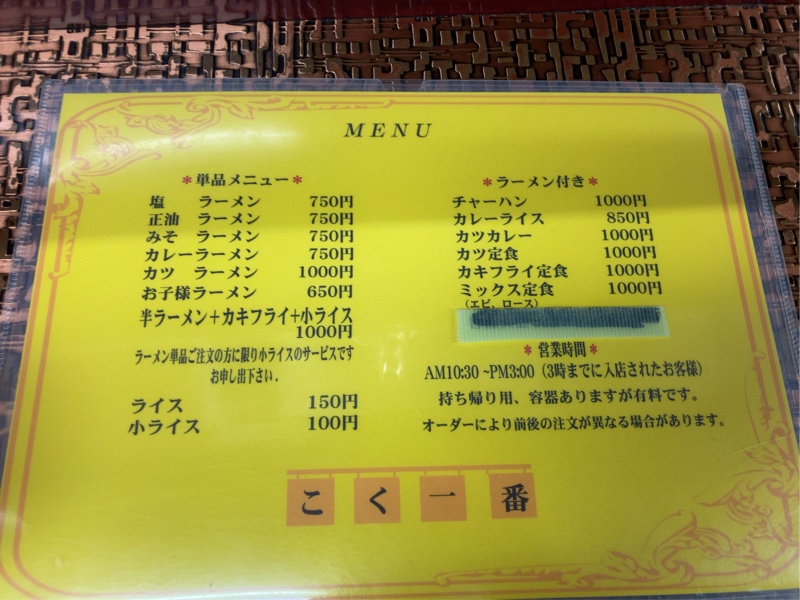 MENU
*単品メニュー*
塩 ラーメン 750円
正油 ラーメン 750円
みそ ラーメン 750円
カレーラーメン 750円
カツ ラーメン 1000円
お子様ラーメン 650円
半ラーメン+カキフライ+小ライス
1000円
ラーメン単品ご注文の方に限り小ライスのサービスです
お申し出下さい.
ライス 150円
小ライス 100円
*ラーメン付き*
チャーハン 1000円
カレーライス 850円
カツカレー 1000円
カツ定食 1000円
カキフライ定食 1000円
ミックス定食 1000円
(エビ、ロース)
*営業時間*
AM10:30 ~PM3:00(3時までに入店されたお客様)
持ち帰り用、容器ありますが有料です。
オーダーにより前後の注文が異なる場合があります。
こく一番